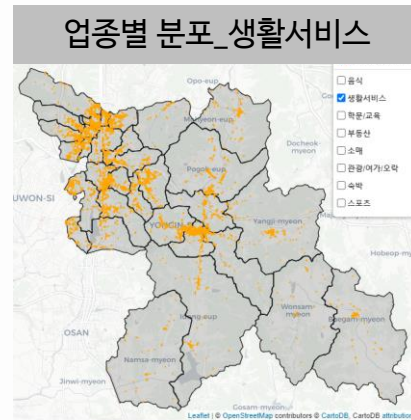 업종별 분포_생활서비스
음식
생활서비스
학문/교육
부동산
소매
관광/여가/오락
숙박
스포츠
Opo-eup
Docheok-myeon
Pogok-eup
UWON-SI
YONGIN
Yangji-myeon
Hobeop-my
Wonsam-myeon
Baegam-myeon
OSAN
Namsa-myeon
Jinwi-myeon
Gosam-myeon
Leaflet | © OpenStreetMap contributors © CartoDB, CartoDB attribution